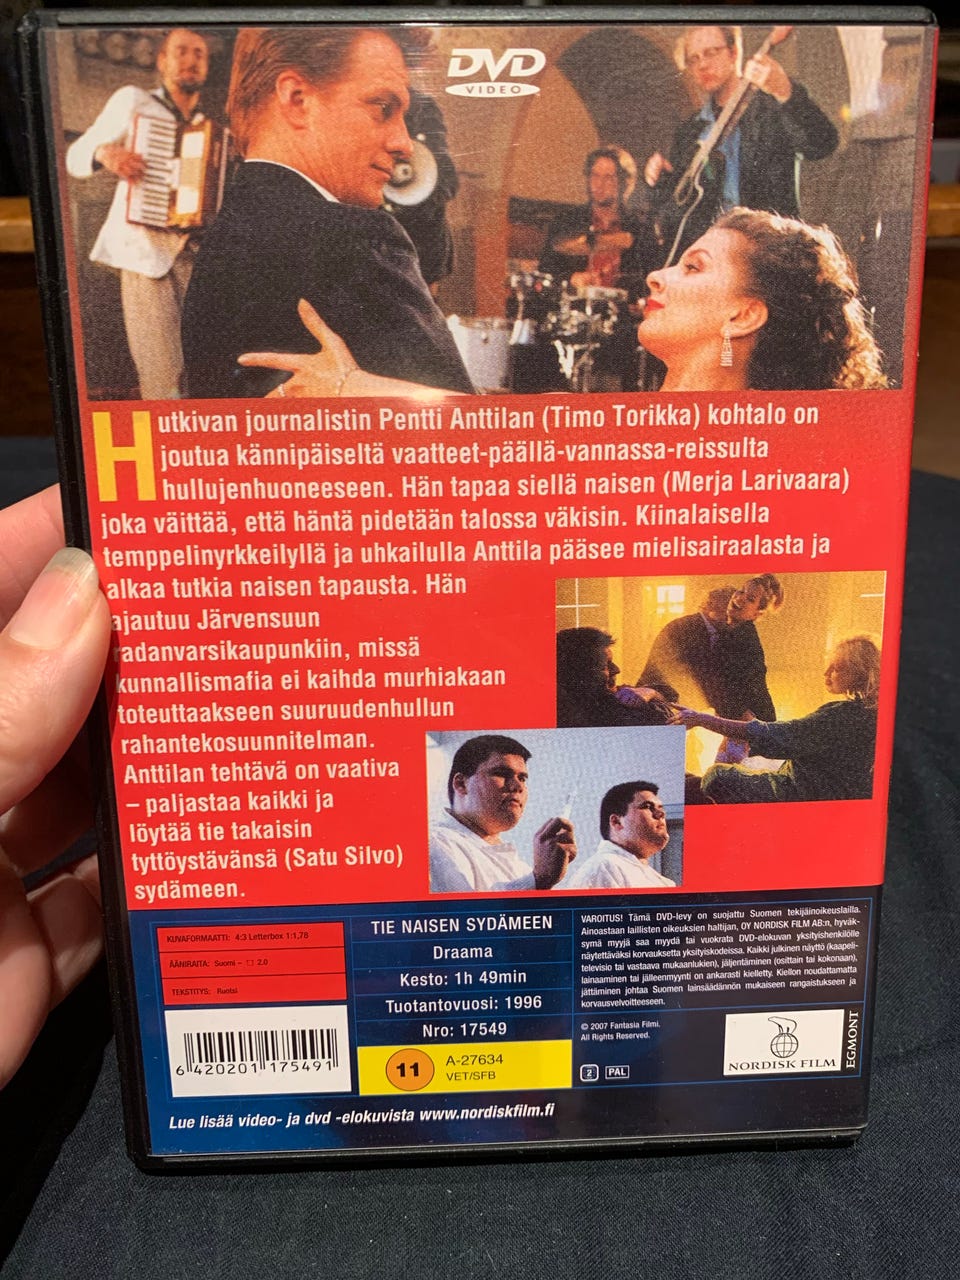 DVD
VIDEO
Hutkivan journalistin Pentti Anttilan (Timo Torikka) kohtalo on
joutua kännipäiseltä vaatteet-päällä-vannassa-reissulta
hullujenhuoneeseen. Hän tapaa siellä naisen (Merja Larivaara)
joka väittää, että häntä pidetään talossa väkisin. Kiinalaisella
temppelinyrkkeilyllä ja uhkailulla Anttila pääsee mielisairaalasta ja
alkaa tutkia naisen tapausta. Hän
ajautuu Järvensuun
radanvarsikaupunkiin, missä
kunnallismafia ei kaihda murhiakaan
toteuttaakseen suuruudenhullun
rahantekosuunnitelman.
Anttilan tehtävä on vaativa
– paljastaa kaikki ja
löytää tie takaisin
tyttöystävänsä (Satu Silvo)
sydämeen.
KUVAFORMAATTI: 4:3 Letterbox 1:1,78
ÄÄNIRAITA: Suomi – 2.0
TEKSTITYS: Ruotsi
6 420201 175491
TIE NAISEN SYDÄMEEN
Draama
Kesto: 1h 49min
Tuotantovuosi: 1996
Nro: 17549
11
A-27634
VET/SFB
VAROITUS! Tämä DVD-levy on suojattu Suomen tekijäinoikeuslailla.
Ainoastaan laillisten oikeuksien haltijan, OY NORDISK FILM AB:n, hyväk-
symä myyjä saa myydä tai vuokrata DVD-elokuvan yksityishenkilölle
näytettäväksi korvauksetta yksityiskodeissa. Kaikki julkinen näyttö (kaapeli-
televisio tai vastaava mukaanlukien), jäljentäminen (osittain tai kokonaan),
lainaaminen tai jälleenmyynti on ankarasti kielletty. Kiellon noudattamatta
jättäminen johtaa Suomen lainsäädännön mukaiseen rangaistukseen ja
korvausvelvoitteeseen.
© 2007 Fantasia Filmi.
All Rights Reserved.
2 PAL
NORDISK FILM
EGMONT
Lue lisää video- ja dvd -elokuvista www.nordiskfilm.fi